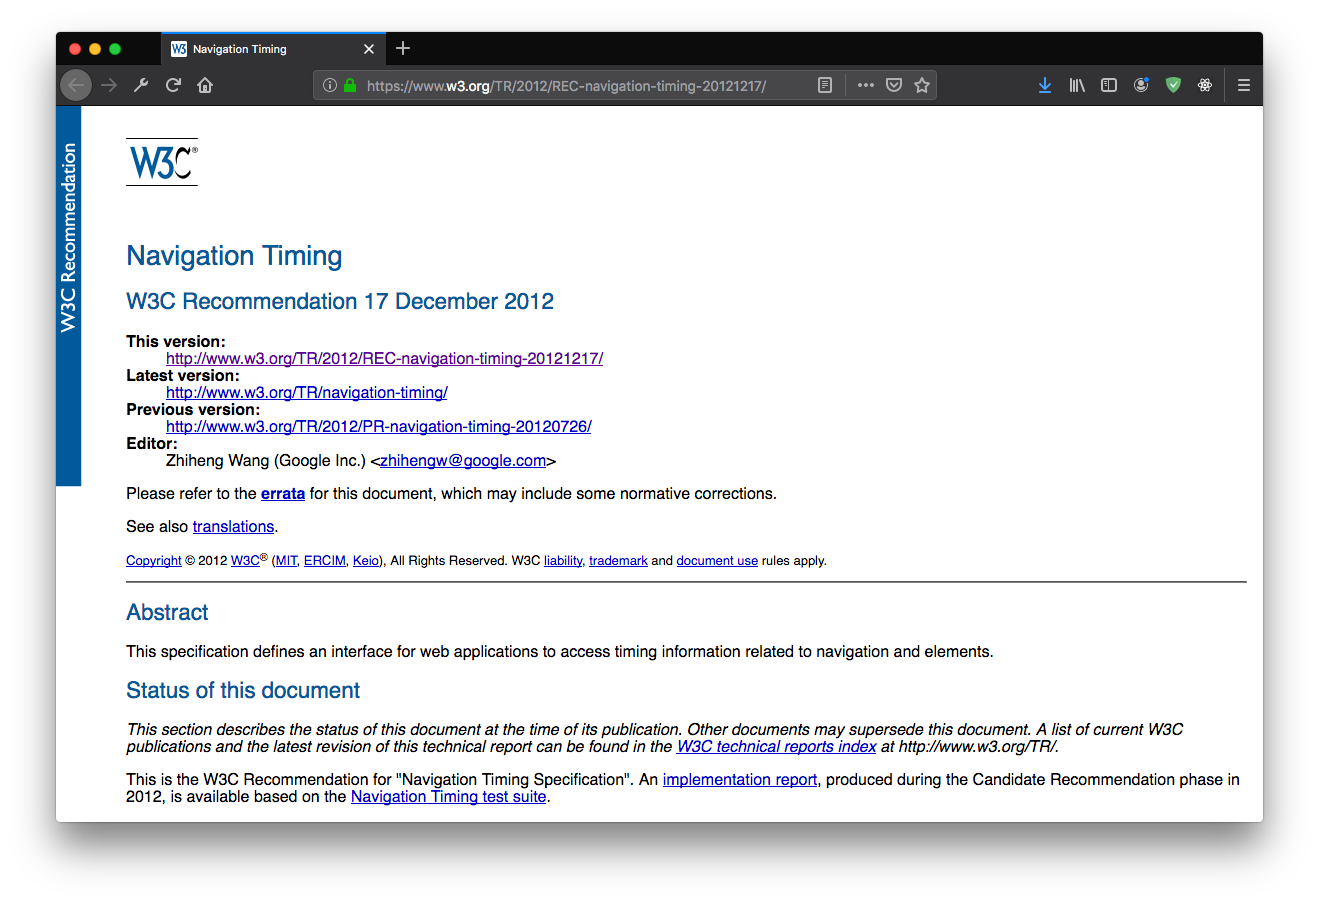 Navigation Timing
https://www.w3.org/TR/2012/REC-navigation-timing-20121217/
W3C Recommendation
W3C®
Navigation Timing
W3C Recommendation 17 December 2012
This version:
http://www.w3.org/TR/2012/REC-navigation-timing-20121217/
Latest version:
http://www.w3.org/TR/navigation-timing/
Previous version:
http://www.w3.org/TR/2012/PR-navigation-timing-20120726/
Editor:
Zhiheng Wang (Google Inc.) <zhihengw@google.com>
Please refer to the errata for this document, which may include some normative corrections.
See also translations.
Copyright © 2012 W3C® (MIT, ERCIM, Keio), All Rights Reserved. W3C liability, trademark and document use rules apply.
Abstract
This specification defines an interface for web applications to access timing information related to navigation and elements.
Status of this document
This section describes the status of this document at the time of its publication. Other documents may supersede this document. A list of current W3C
publications and the latest revision of this technical report can be found in the W3C technical reports index at http://www.w3.org/TR/.
This is the W3C Recommendation for "Navigation Timing Specification". An implementation report, produced during the Candidate Recommendation phase in
2012, is available based on the Navigation Timing test suite.